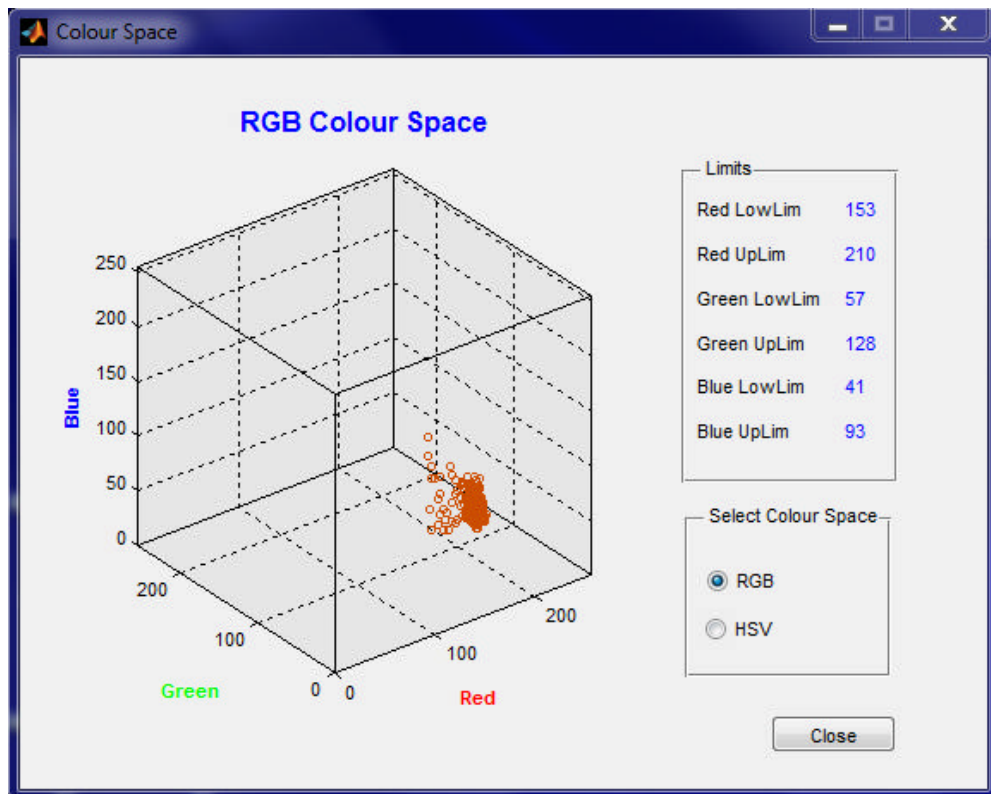 Colour Space
RGB Colour Space
250
200
150
100
50
0
Blue
200
100
0
Green
0
100
200
Red
Limits
Red LowLim 153
Red UpLim 210
Green LowLim 57
Green UpLim 128
Blue LowLim 41
Blue UpLim 93
Select Colour Space
RGB
HSV
Close